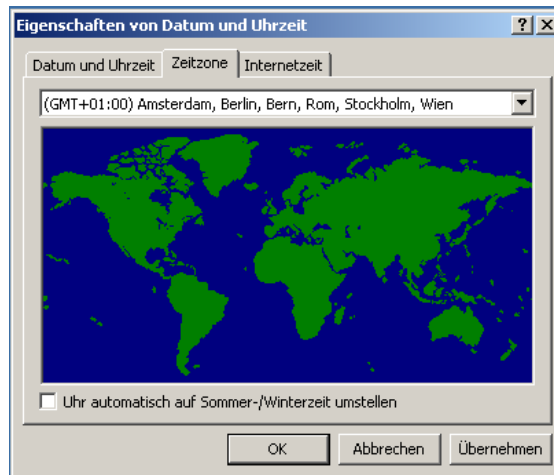 Eigenschaften von Datum und Uhrzeit
Datum und Uhrzeit Zeitzone Internetzeit
(GMT+01:00) Amsterdam, Berlin, Bern, Rom, Stockholm, Wien
Uhr automatisch auf Sommer-/Winterzeit umstellen
OK Abbrechen Übernehmen